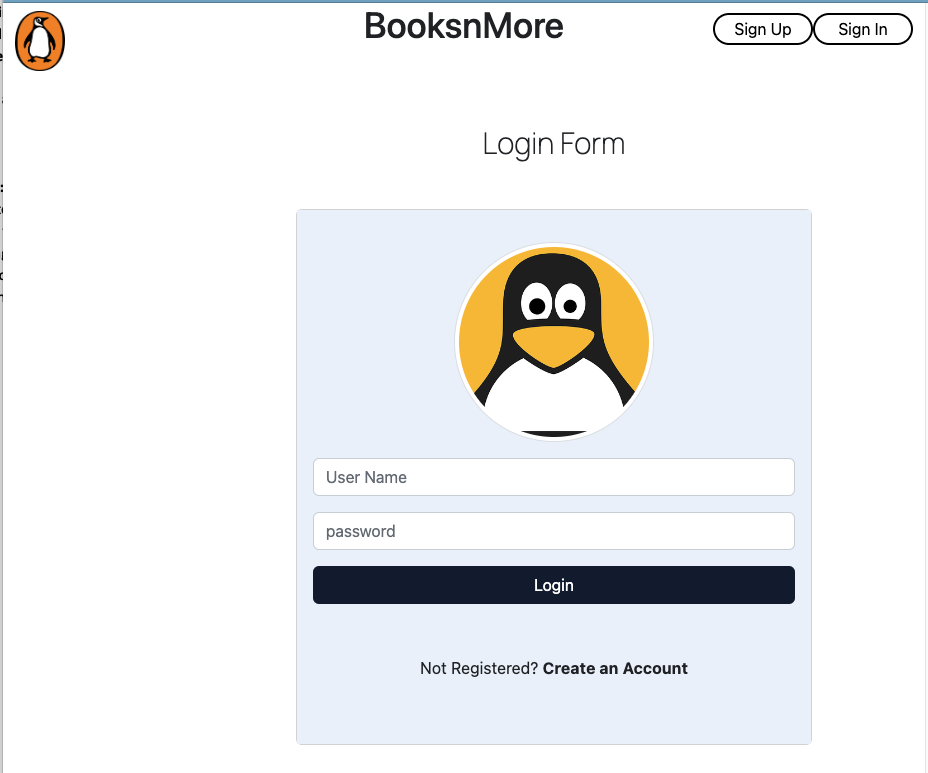 BooksnMore
Sign Up
Sign In
Login Form
User Name
password
Login
Not Registered? Create an Account